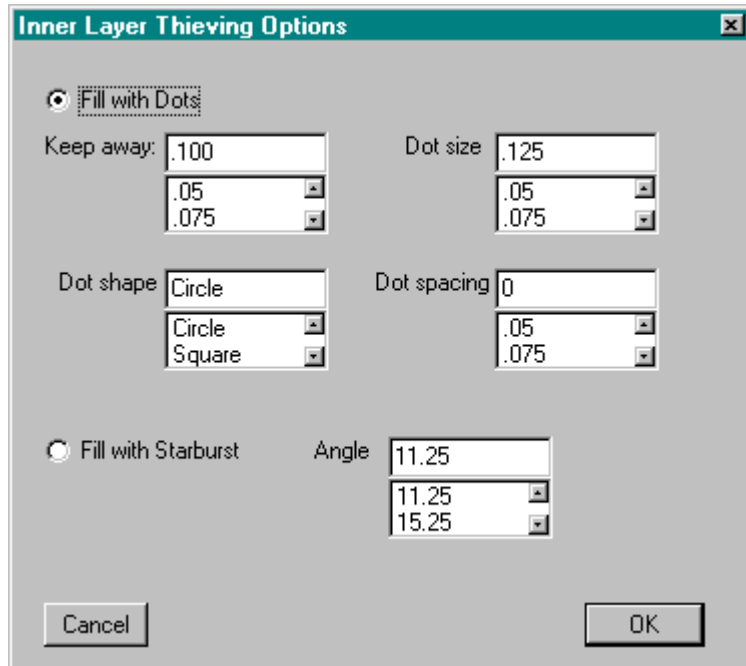 Inner Layer Thieving Options
Fill with Dots
Keep away: .100 Dot size .125
.05 .05
.075 .075
Dot shape Circle Dot spacing 0
Circle .05
Square .075
Fill with Starburst Angle 11.25
11.25
15.25
Cancel OK